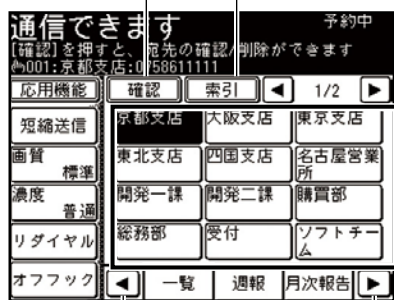 通信できます
予約中
[確認]を押すと、宛先の確認/削除ができます
001:京都支店:0758611111
応用機能 確認 索引 1/2
短縮送信
京都支店 大阪支店 東京支店
画質
標準
東北支店 四国支店 名古屋営業所
濃度
普通
開発一課 開発二課 購買部
リダイヤル
総務部 受付 ソフトチーム
オフフック
一覧 週報 月次報告